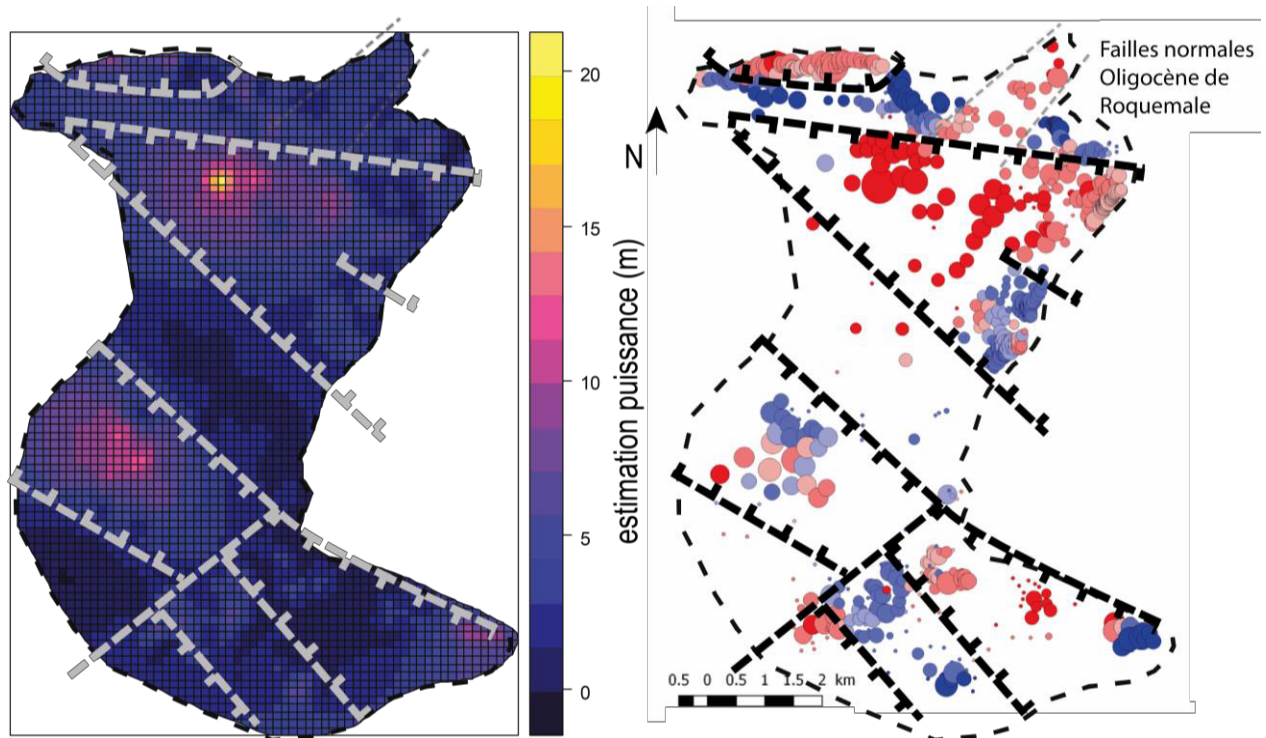 20
15
10
5
0
estimation puissance (m)
N
Failles normales
Oligocène de
Roquemale
0.5 0 0.5 1 1.5 2 km